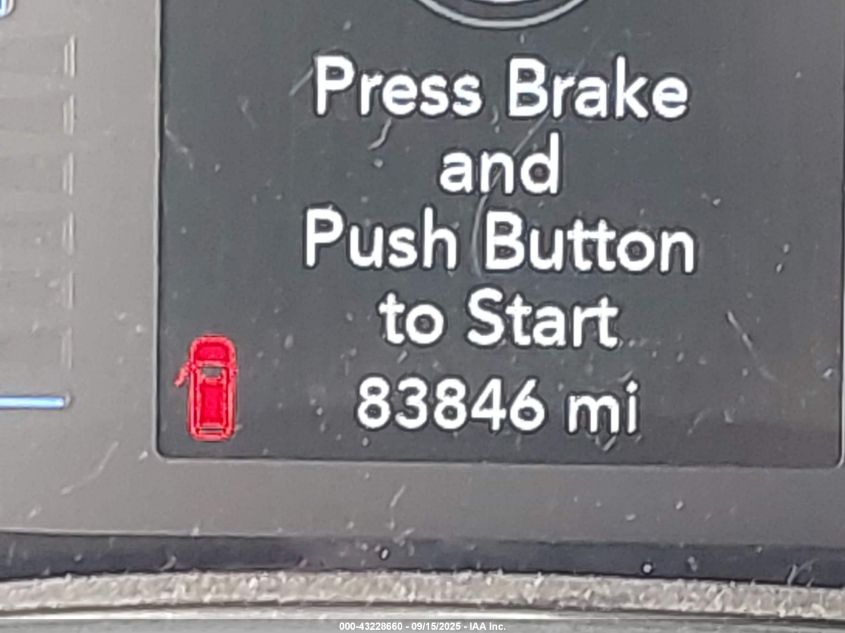 Press Brake
and
Push Button
to Start
83846 mi
000-43228660 - 09/15/2025 - IAA Inc.